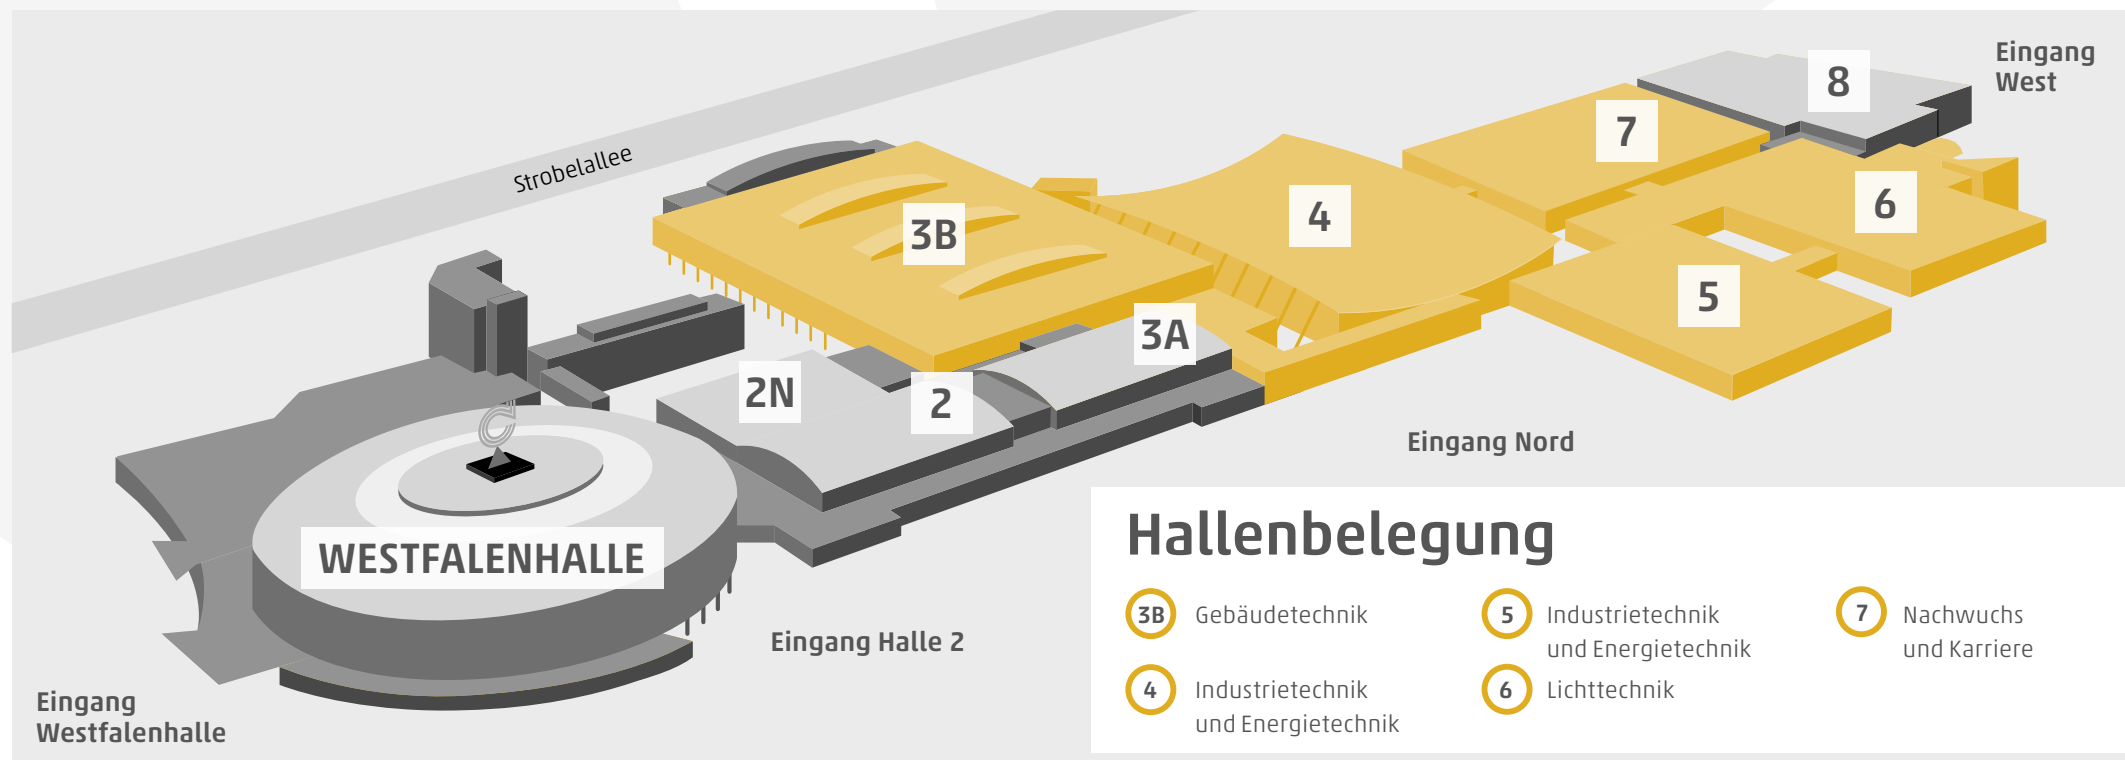 Eingang
West
8
7
Strobelallee
6
4
3B
5
3A
2N
2
Eingang Nord
WESTFALENHALLE
Eingang Halle 2
Eingang
Westfalenhalle
Hallenbelegung
3B Gebäudetechnik
4 Industrietechnik
und Energietechnik
5 Industrietechnik
und Energietechnik
6 Lichttechnik
7 Nachwuchs
und Karriere